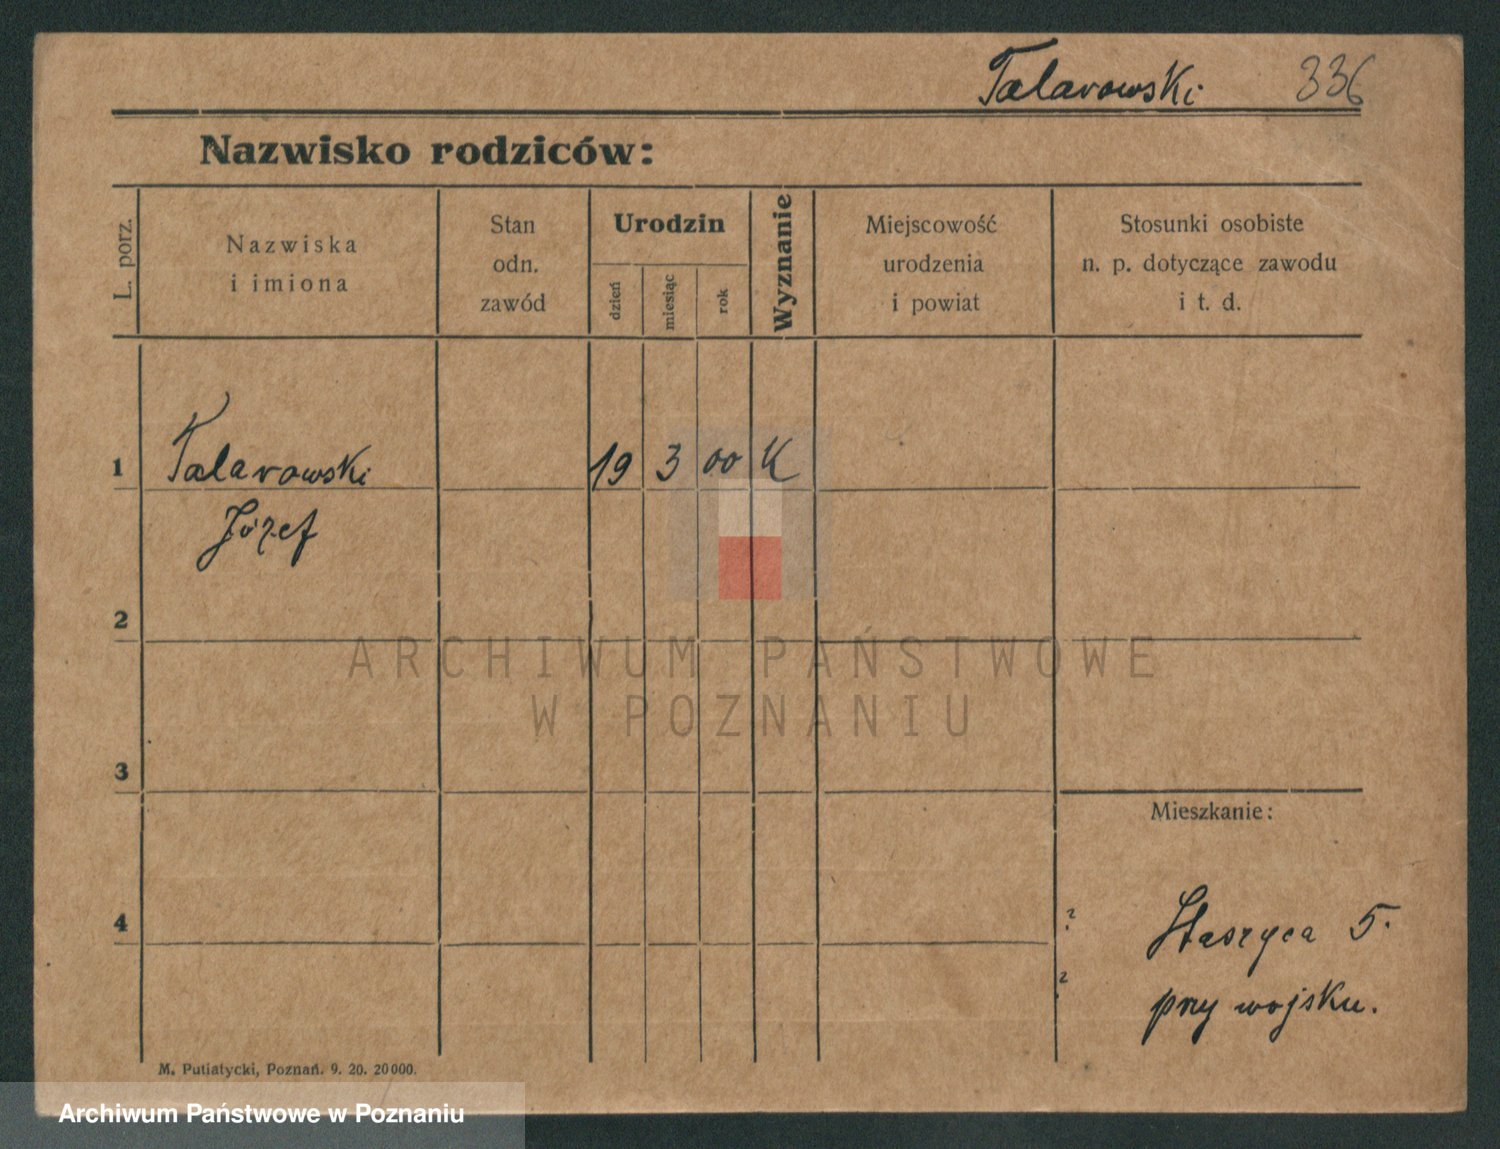 Talarowski 336
Nazwisko rodziców:
L. porz.
Nazwiska
i imiona
Stan
odn.
zawód
Urodzin
dzień
miesiąc
rok
Wyznanie
Miejscowość
urodzenia
i powiat
Stosunki osobiste
n. p. dotyczące zawodu
i t. d.
1 Talarowski 19 3 00 K
Józef
2
ARCHIWUM PAŃSTWOWE
W POZNANIU
3
Mieszkanie:
4
? Staszyca 5.
? przy wojsku.
M. Putiatycki, Poznań. 9. 20. 20000.
Archiwum Państwowe w Poznaniu